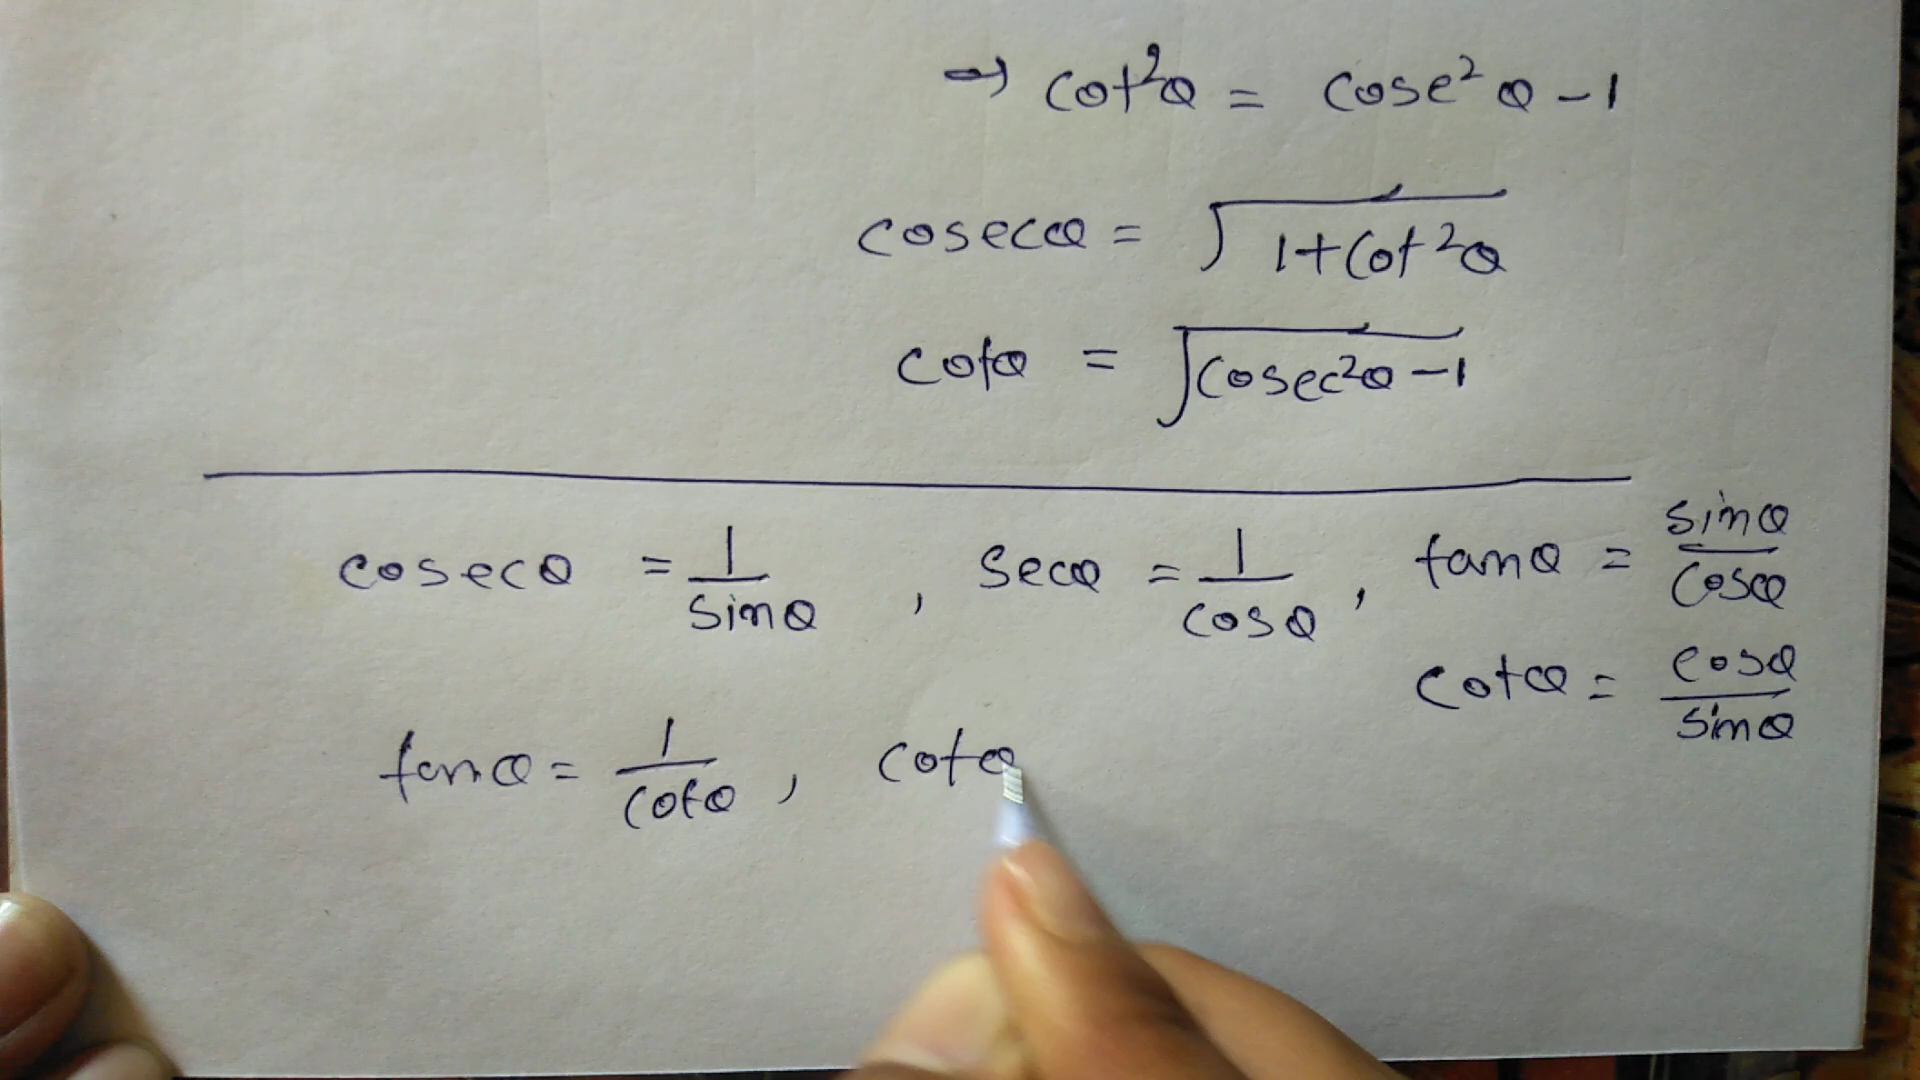 ⇒ cot²θ = cose²θ - 1
cosecθ = √1+cot²θ
cotθ = √cosec²θ - 1
cosecθ = 1/sinθ , secθ = 1/cosθ , tanθ = sinθ/cosθ
cotθ = cosθ/sinθ
tanθ = 1/cotθ , cotθ